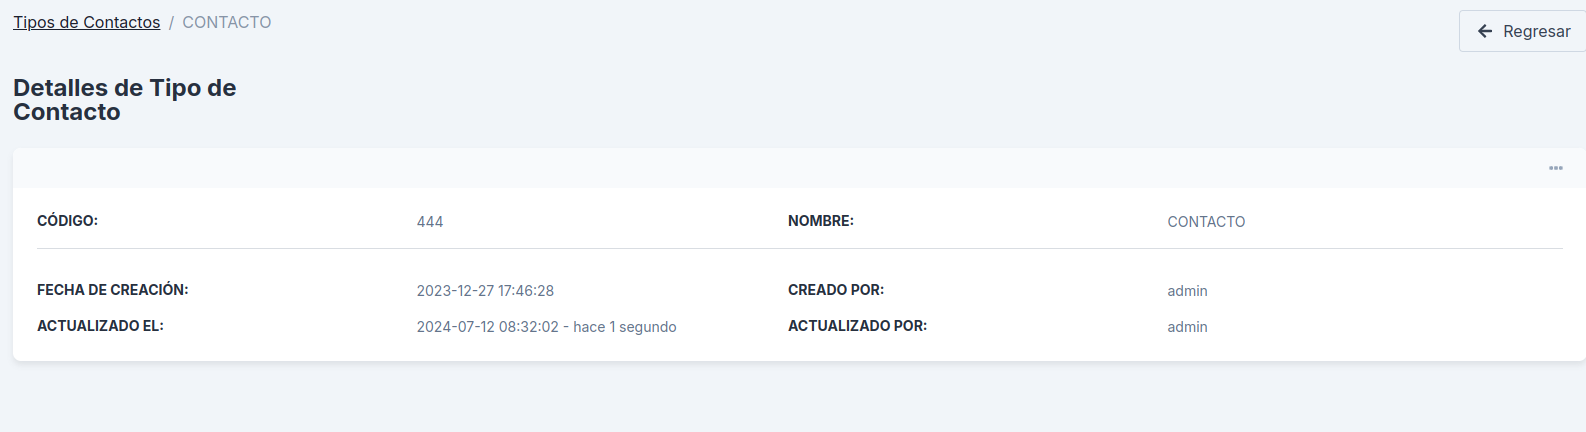 Tipos de Contactos / CONTACTO
Regresar
Detalles de Tipo de
Contacto
CÓDIGO: 444 NOMBRE: CONTACTO
FECHA DE CREACIÓN: 2023-12-27 17:46:28 CREADO POR: admin
ACTUALIZADO EL: 2024-07-12 08:32:02 - hace 1 segundo ACTUALIZADO POR: admin